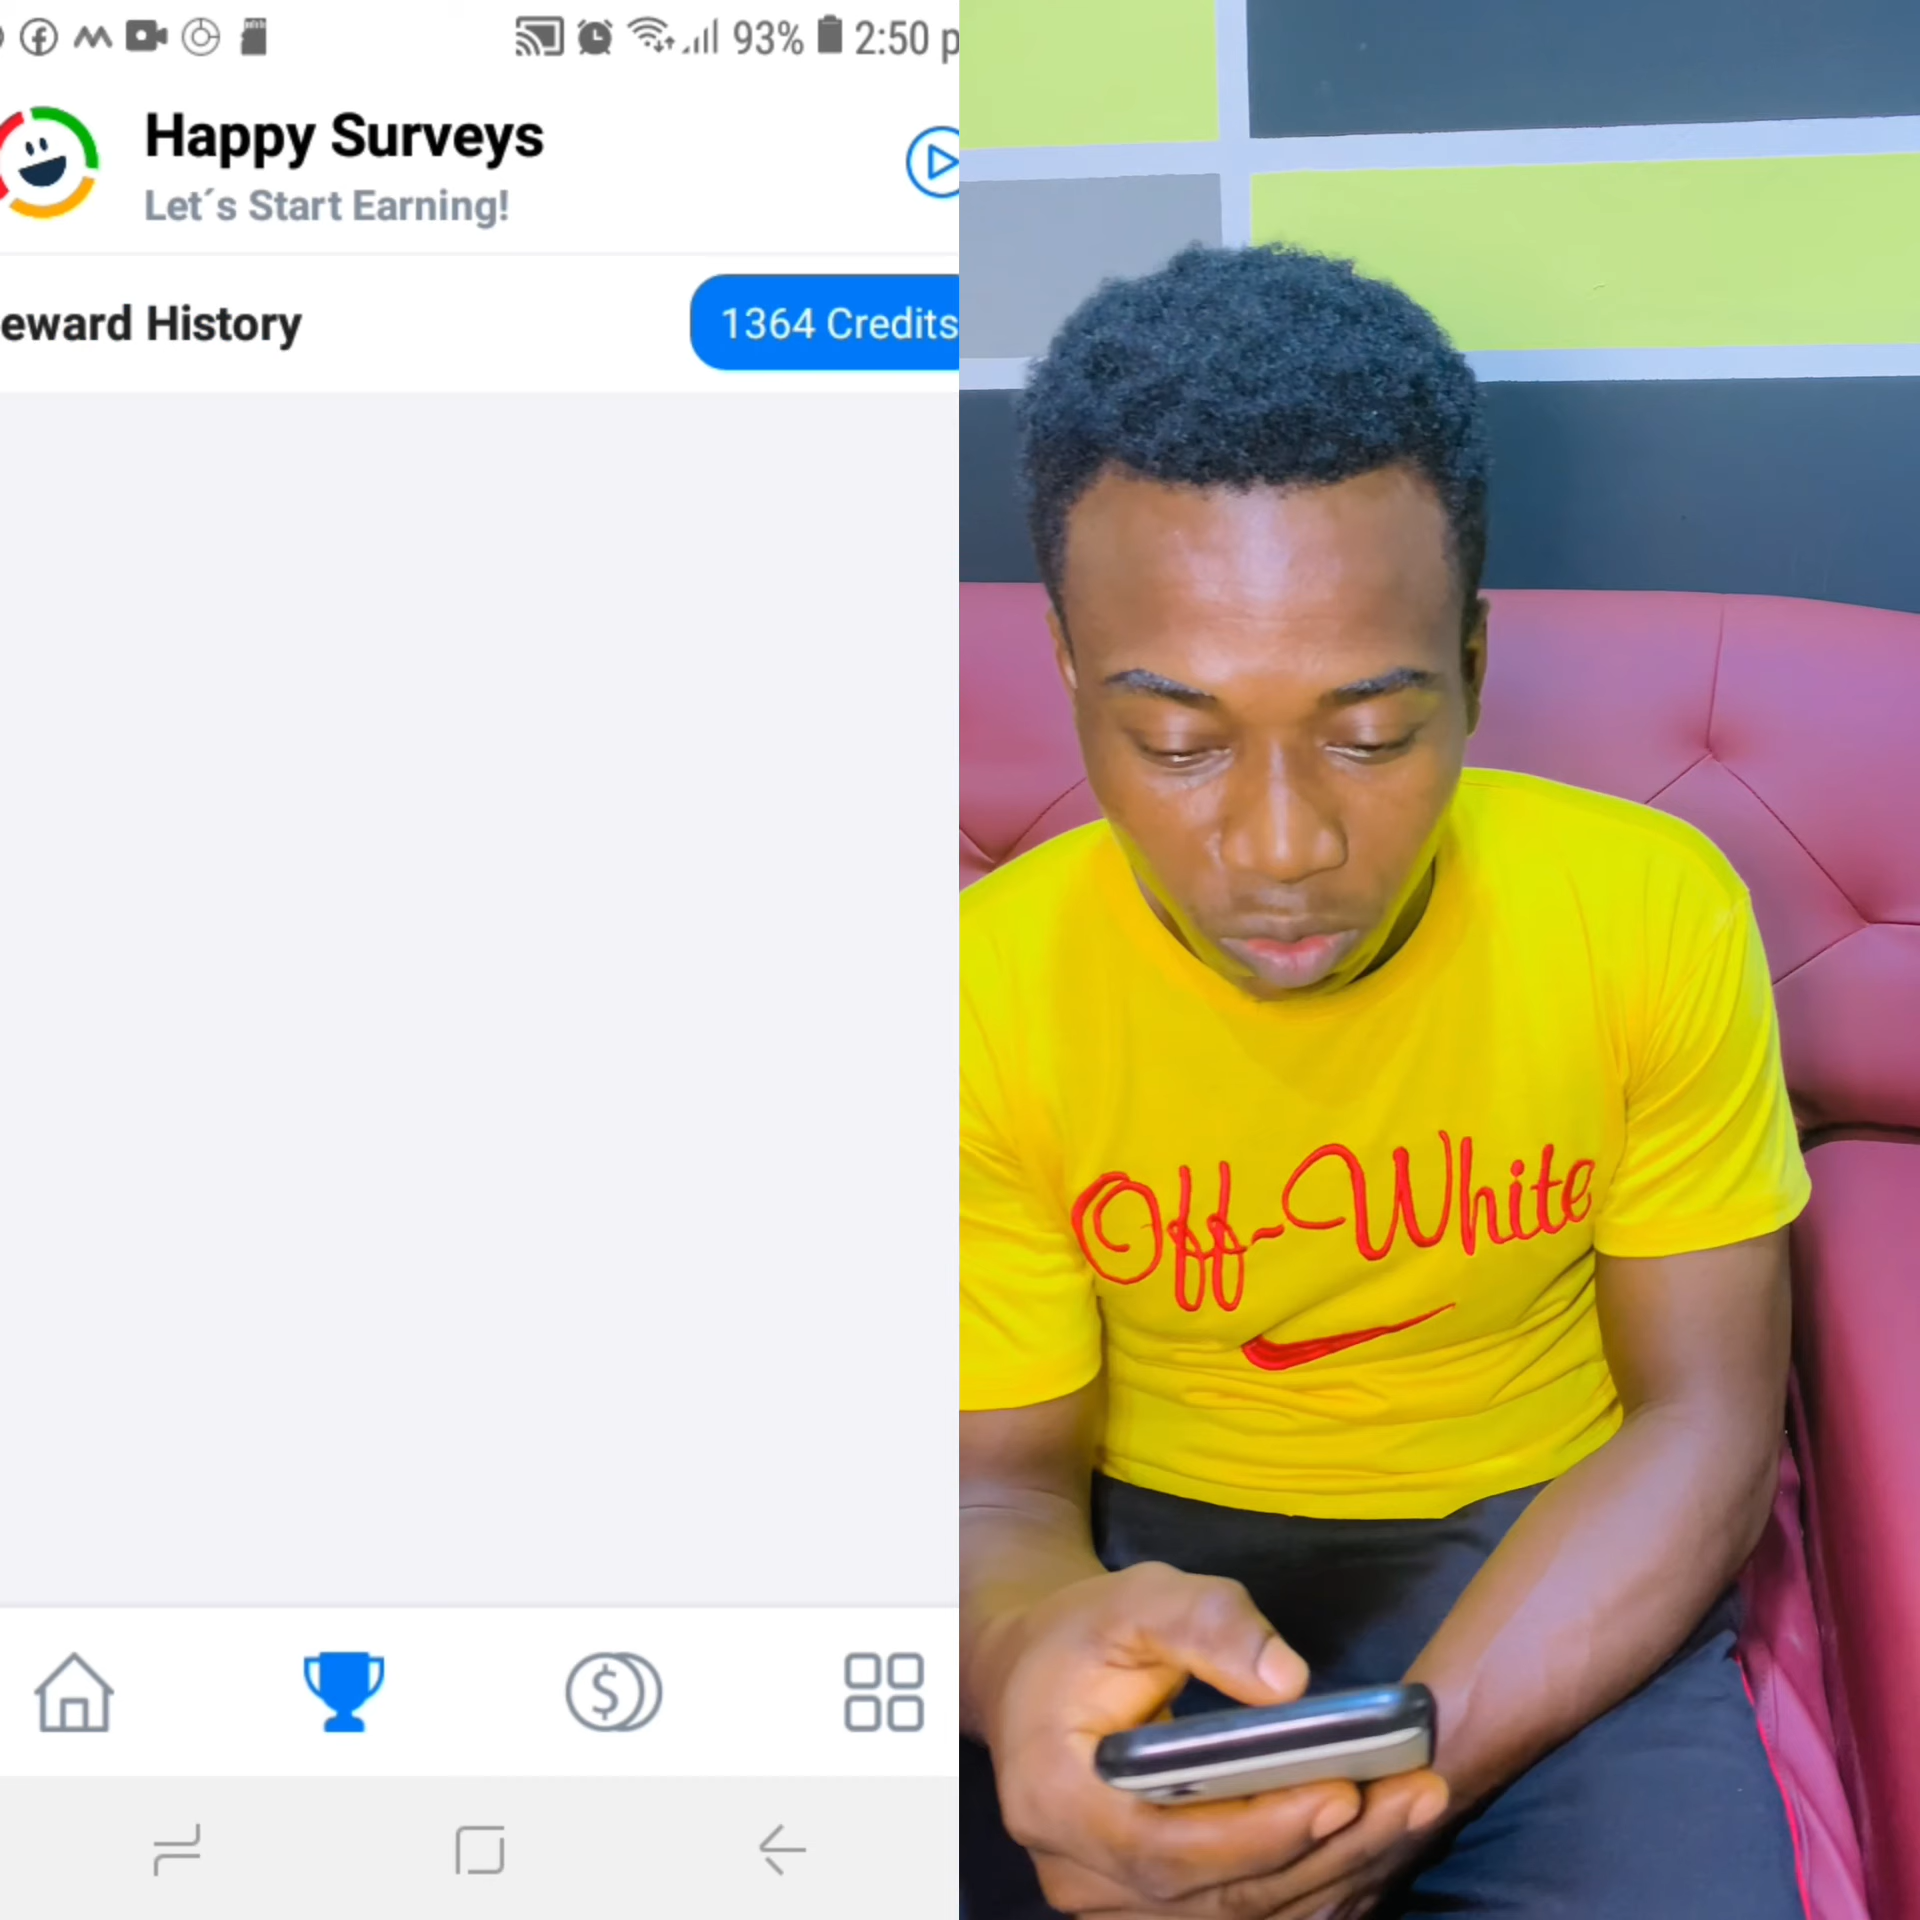 93% 2:50 p
Happy Surveys
Let´s Start Earning!
eward History
1364 Credits
Off-White